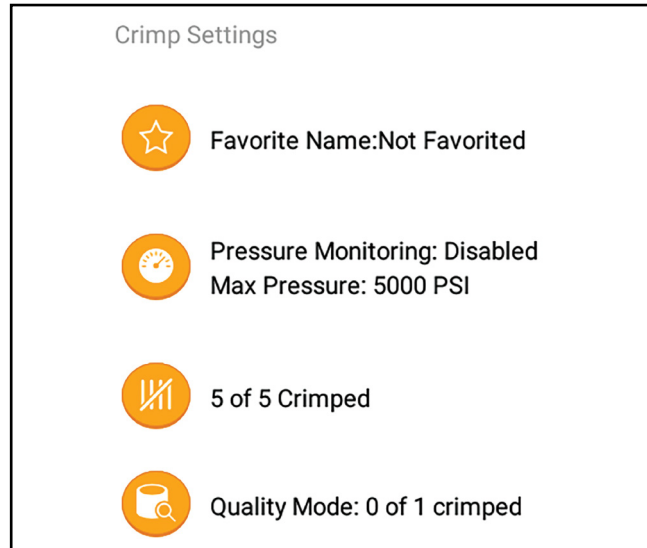 Crimp Settings
Favorite Name:Not Favorited
Pressure Monitoring: Disabled
Max Pressure: 5000 PSI
5 of 5 Crimped
Quality Mode: 0 of 1 crimped